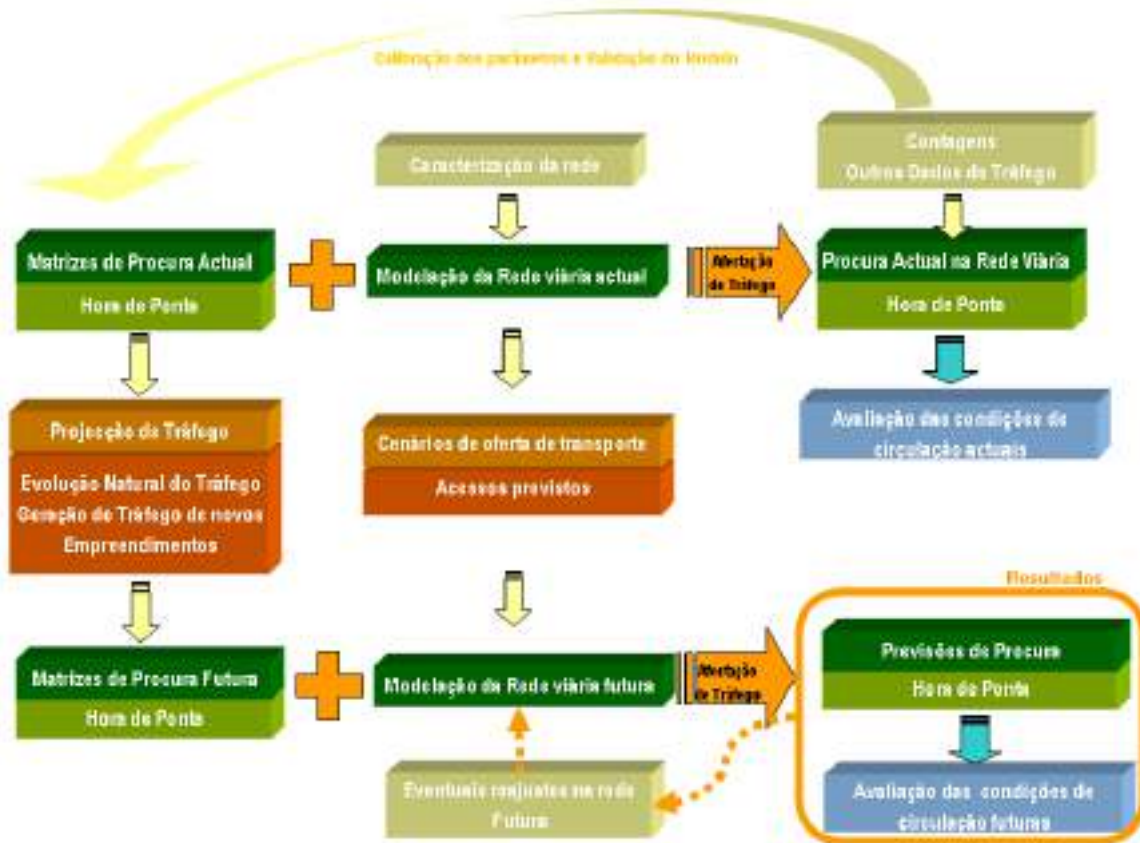 Calibração dos parâmetros e Validação do Modelo
Caracterização da rede
Contagens
Outros Dados de Tráfego
Matrizes de Procura Actual
Hora de Ponta
Modelação da Rede viária actual
Afectação
de Tráfego
Procura Actual na Rede Viária
Hora de Ponta
Projecção de Tráfego
Evolução Natural do Tráfego
Geração de Tráfego de novos
Empreendimentos
Cenários de oferta de transporte
Acessos previstos
Avaliação das condições de
circulação actuais
Resultados
Matrizes de Procura Futura
Hora de Ponta
Modelação da Rede viária futura
Afectação
de Tráfego
Previsões de Procura
Hora de Ponta
Eventuais reajustes na rede
Futura
Avaliação das condições de
circulação futuras